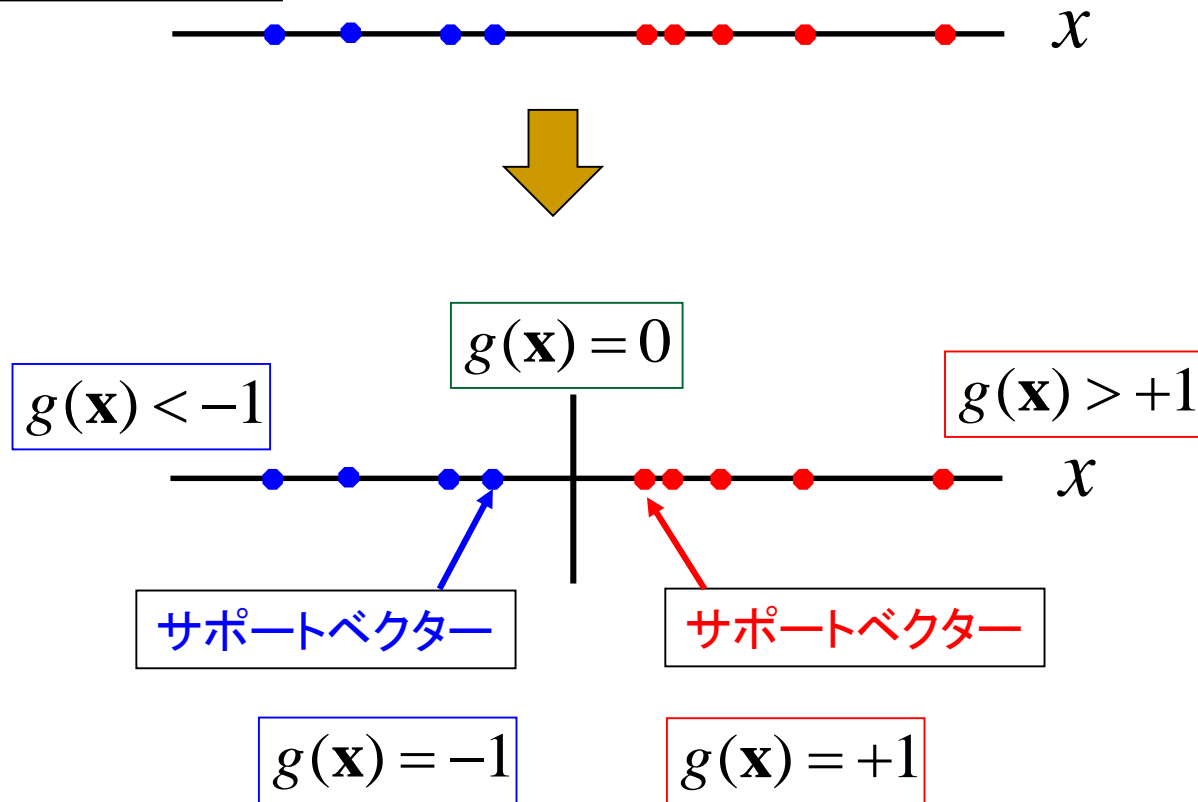 x
g(x) = 0
g(x) < −1
g(x) > +1
x
サポートベクター
サポートベクター
g(x) = −1
g(x) = +1